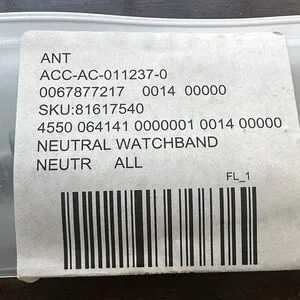 ANT
ACC-AC-011237-0
0067877217 0014 00000
SKU:81617540
4550 064141 0000001 0014 00000
NEUTRAL WATCHBAND
NEUTR ALL
FL_1